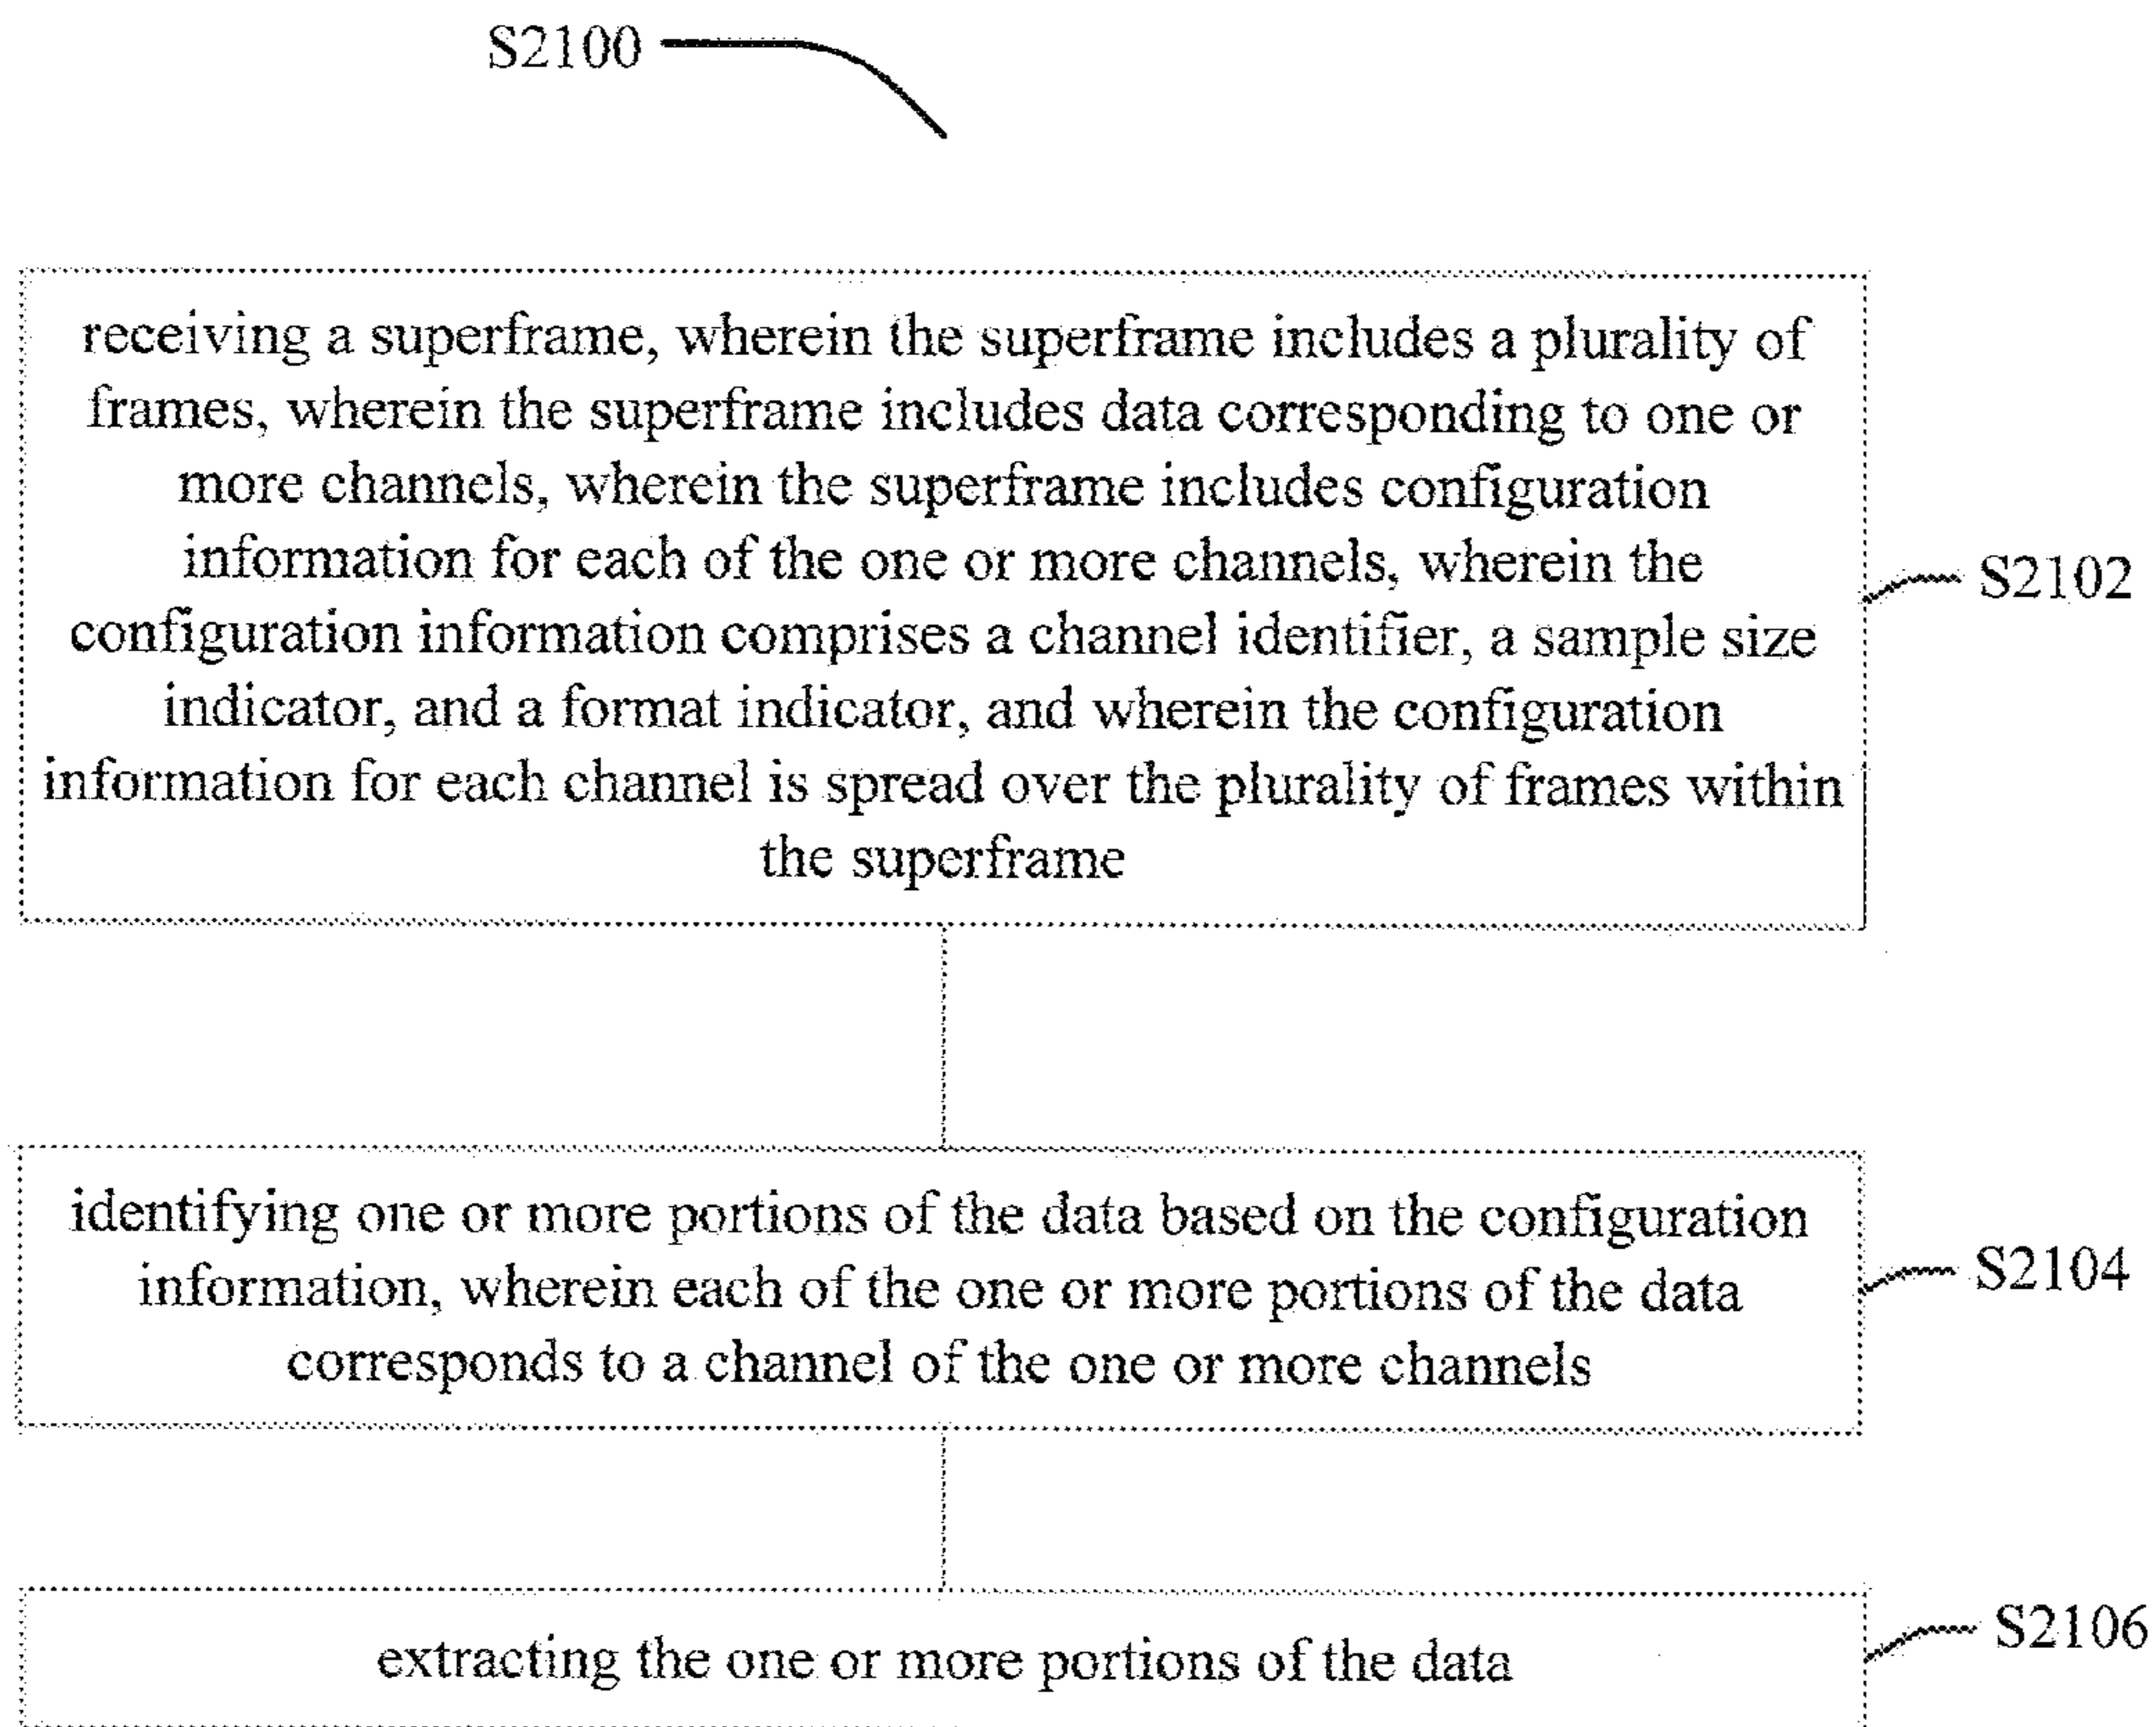 S2100
receiving a superframe, wherein the superframe includes a plurality of
frames, wherein the superframe includes data corresponding to one or
more channels, wherein the superframe includes configuration
information for each of the one or more channels, wherein the
configuration information comprises a channel identifier, a sample size
indicator, and a format indicator, and wherein the configuration
information for each channel is spread over the plurality of frames within
the superframe
S2102
identifying one or more portions of the data based on the configuration
information, wherein each of the one or more portions of the data
corresponds to a channel of the one or more channels
S2104
extracting the one or more portions of the data
S2106